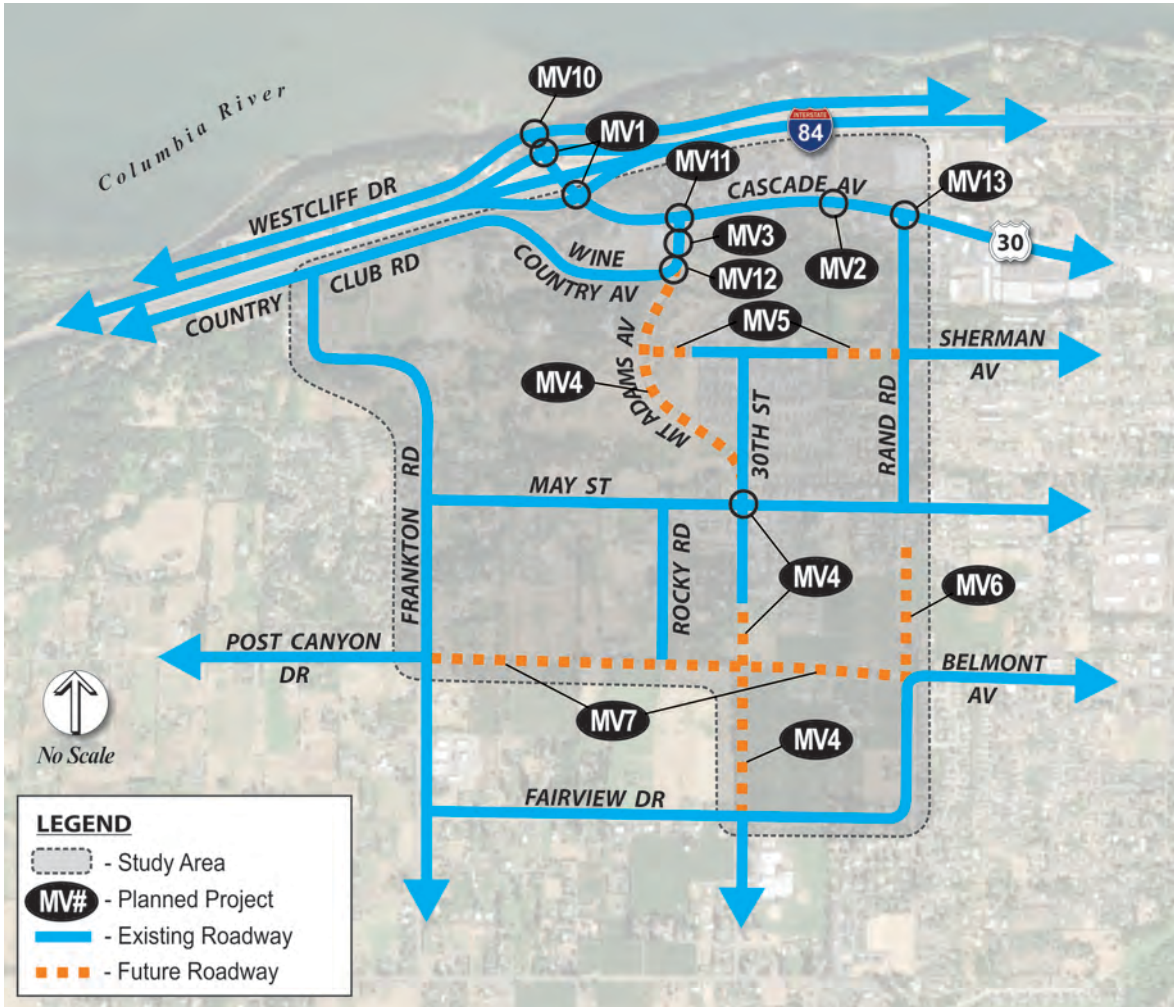 MV10
Columbia River
MV1
INTERSTATE
84
MV11
WESTCLIFF DR
CASCADE AV
MV13
MV3
30
WINE
COUNTRY AV
MV12
MV2
COUNTRY
CLUB RD
MV5
SHERMAN
AV
MV4
MT ADAMS AV
30TH ST
RAND RD
FRANKTON
RD
MAY ST
ROCKY RD
MV4
MV6
POST CANYON
DR
BELMONT
AV
MV7
MV4
No Scale
FAIRVIEW DR
LEGEND
- Study Area
MV# - Planned Project
- Existing Roadway
- Future Roadway